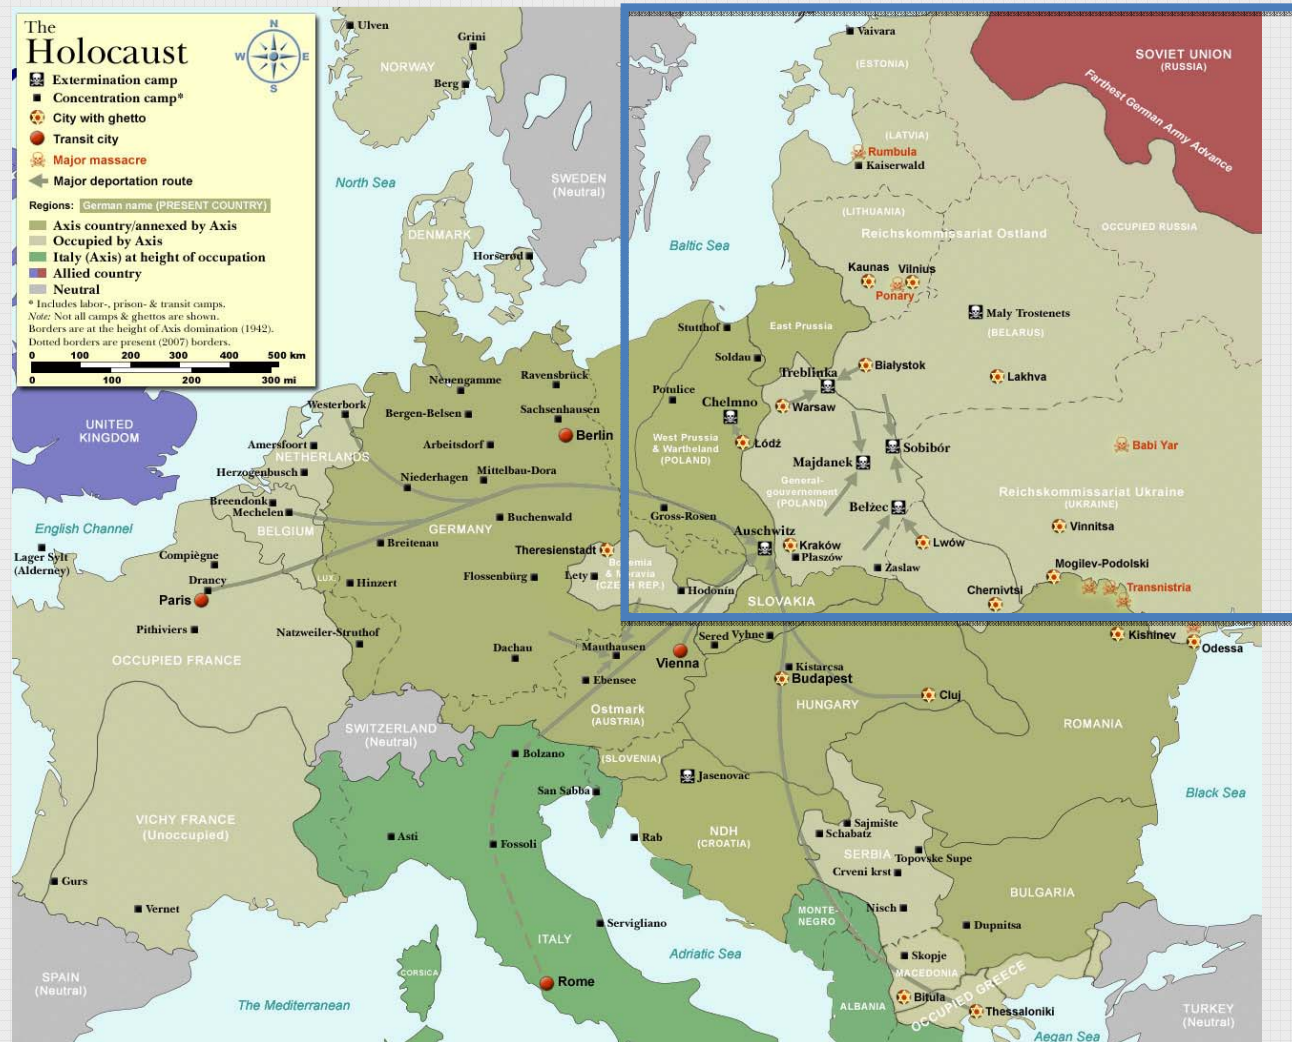 The
Holocaust
N
W
E
S
Extermination camp
Concentration camp*
City with ghetto
Transit city
Major massacre
Major deportation route
Regions: German name (PRESENT COUNTRY)
Axis country/annexed by Axis
Occupied by Axis
Italy (Axis) at height of occupation
Allied country
Neutral
* Includes labor-, prison- & transit camps.
Note: Not all camps & ghettos are shown.
Borders are at the height of Axis domination (1942).
Dotted borders are present (2007) borders.
0 100 200 300 400 500 km
0 100 200 300 mi
Ulven
Grini
NORWAY
Berg
North Sea
SWEDEN
(Neutral)
DENMARK
Horserød
Vaivara
(ESTONIA)
SOVIET UNION
(RUSSIA)
Farthest German Army Advance
(LATVIA)
Rumbula
Kaiserwald
(LITHUANIA)
Reichskommissariat Ostland
OCCUPIED RUSSIA
Baltic Sea
Kaunas
Vilnius
Ponary
Maly Trostenets
(BELARUS)
East Prussia
Stutthof
Soldau
Treblinka
Białystok
Lakhva
Potulice
Chelmno
Warsaw
Łódź
West Prussia
& Wartheland
(POLAND)
Sobibór
Majdanek
Babi Yar
General-
gouvernement
(POLAND)
Bełżec
Reichskommissariat Ukraine
(UKRAINE)
Vinnitsa
Gross-Rosen
Auschwitz
Kraków
Płaszów
Lwów
Zasław
Mogilev-Podolski
Chernivtsi
Transnistria
SLOVAKIA
UNITED
KINGDOM
Westerbork
Neuengamme
Ravensbrück
Bergen-Belsen
Sachsenhausen
Berlin
Amersfoort
NETHERLANDS
Arbeitsdorf
Herzogenbusch
Niederhagen
Mittelbau-Dora
Breendonk
Mechelen
BELGIUM
GERMANY
Buchenwald
English Channel
Lager Sylt
(Alderney)
Compiègne
Breitenau
Theresienstadt
Drancy
Paris
LUX.
Hinzert
Flossenbürg
Lety
Bohemia
& Moravia
(CZECH REP.)
Hodonín
Pithiviers
Natzweiler-Struthof
OCCUPIED FRANCE
Dachau
Mauthausen
Vienna
Sered
Vyhne
Kishinev
Odessa
Ebensee
Kistarcsa
Budapest
Cluj
HUNGARY
Ostmark
(AUSTRIA)
ROMANIA
SWITZERLAND
(Neutral)
Bolzano
(SLOVENIA)
Jasenovac
San Sabba
Black Sea
VICHY FRANCE
(Unoccupied)
Asti
Fossoli
Rab
NDH
(CROATIA)
Sajmište
Schabatz
SERBIA
Topovske Supe
Crveni krst
Gurs
Vernet
BULGARIA
MONTE-
NEGRO
Nisch
Servigliano
Dupnitsa
ITALY
Adriatic Sea
Skopje
MACEDONIA
CORSICA
SPAIN
(Neutral)
Rome
The Mediterranean
ALBANIA
Bitula
OCCUPIED GREECE
Thessaloniki
TURKEY
(Neutral)
Aegan Sea